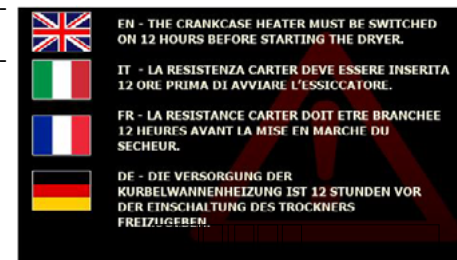 EN - THE CRANKCASE HEATER MUST BE SWITCHED
ON 12 HOURS BEFORE STARTING THE DRYER.
IT - LA RESISTENZA CARTER DEVE ESSERE INSERITA
12 ORE PRIMA DI AVVIARE L'ESSICCATORE.
FR - LA RESISTANCE CARTER DOIT ETRE BRANCHEE
12 HEURES AVANT LA MISE EN MARCHE DU
SECHEUR.
DE - DIE VERSORGUNG DER
KURBELWANNENHEIZUNG IST 12 STUNDEN VOR
DER EINSCHALTUNG DES TROCKNERS
FREIZUGEBEN.